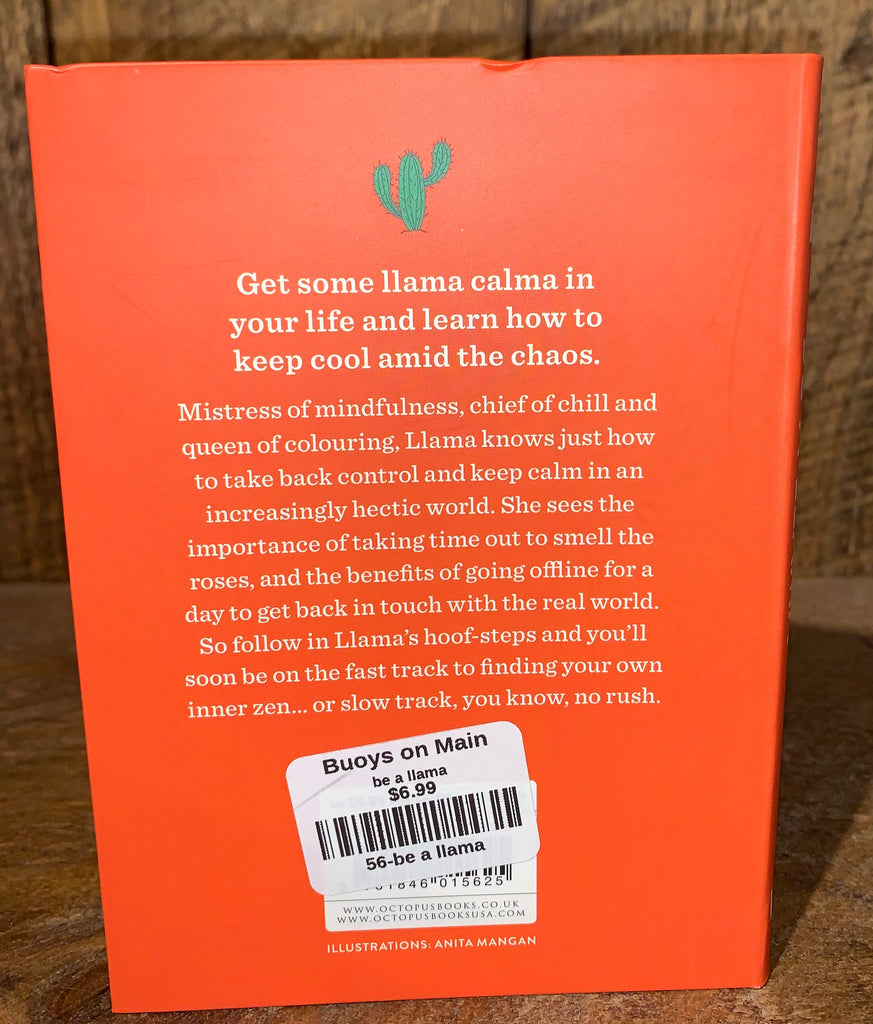 Get some llama calma in
your life and learn how to
keep cool amid the chaos.
Mistress of mindfulness, chief of chill and
queen of colouring, Llama knows just how
to take back control and keep calm in an
increasingly hectic world. She sees the
importance of taking time out to smell the
roses, and the benefits of going offline for a
day to get back in touch with the real world.
So follow in Llama's hoof-steps and you'll
soon be on the fast track to finding your own
inner zen... or slow track, you know, no rush.
Buoys on Main
be a llama
$6.99
56-be a llama
781846 015625
WWW.OCTOPUSBOOKS.CO.UK
WWW.OCTOPUSBOOKSUSA.COM
ILLUSTRATIONS: ANITA MANGAN